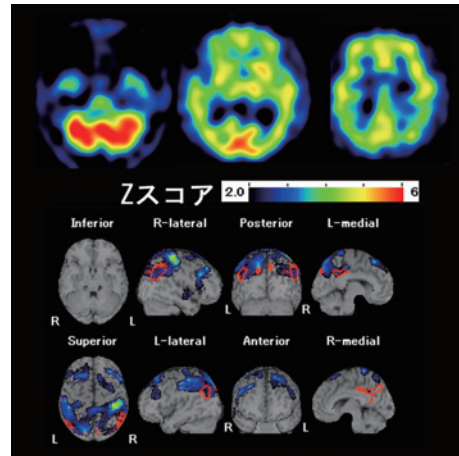 Zスコア 2.0 6
Inferior R-lateral Posterior L-medial
R L L R
Superior L-lateral Anterior R-medial
L R R L